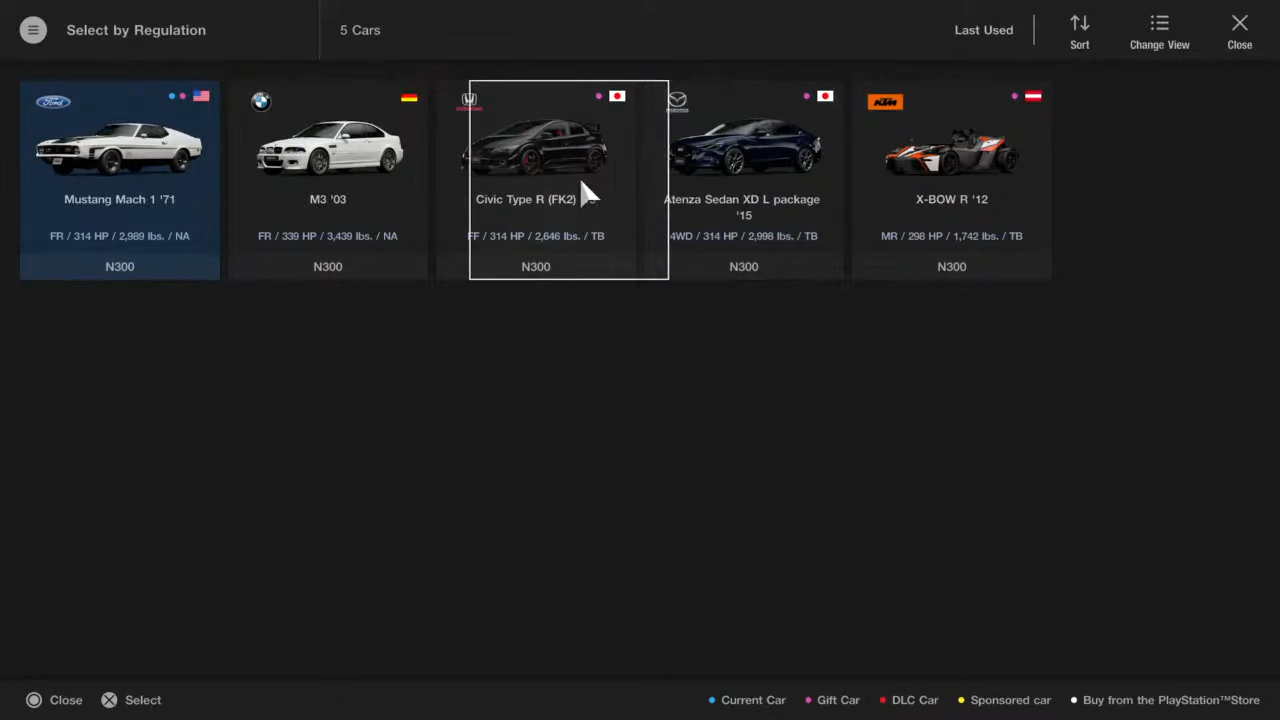 Select by Regulation
5 Cars
Last Used
Sort
Change View
Close
Ford
Mustang Mach 1 '71
FR / 314 HP / 2,989 lbs. / NA
N300
M3 '03
FR / 339 HP / 3,439 lbs. / NA
N300
Civic Type R (FK2)
FF / 314 HP / 2,646 lbs. / TB
N300
Atenza Sedan XD L package
'15
4WD / 314 HP / 2,998 lbs. / TB
N300
KTM
X-BOW R '12
MR / 298 HP / 1,742 lbs. / TB
N300
Close
Select
Current Car
Gift Car
DLC Car
Sponsored car
Buy from the PlayStation™Store